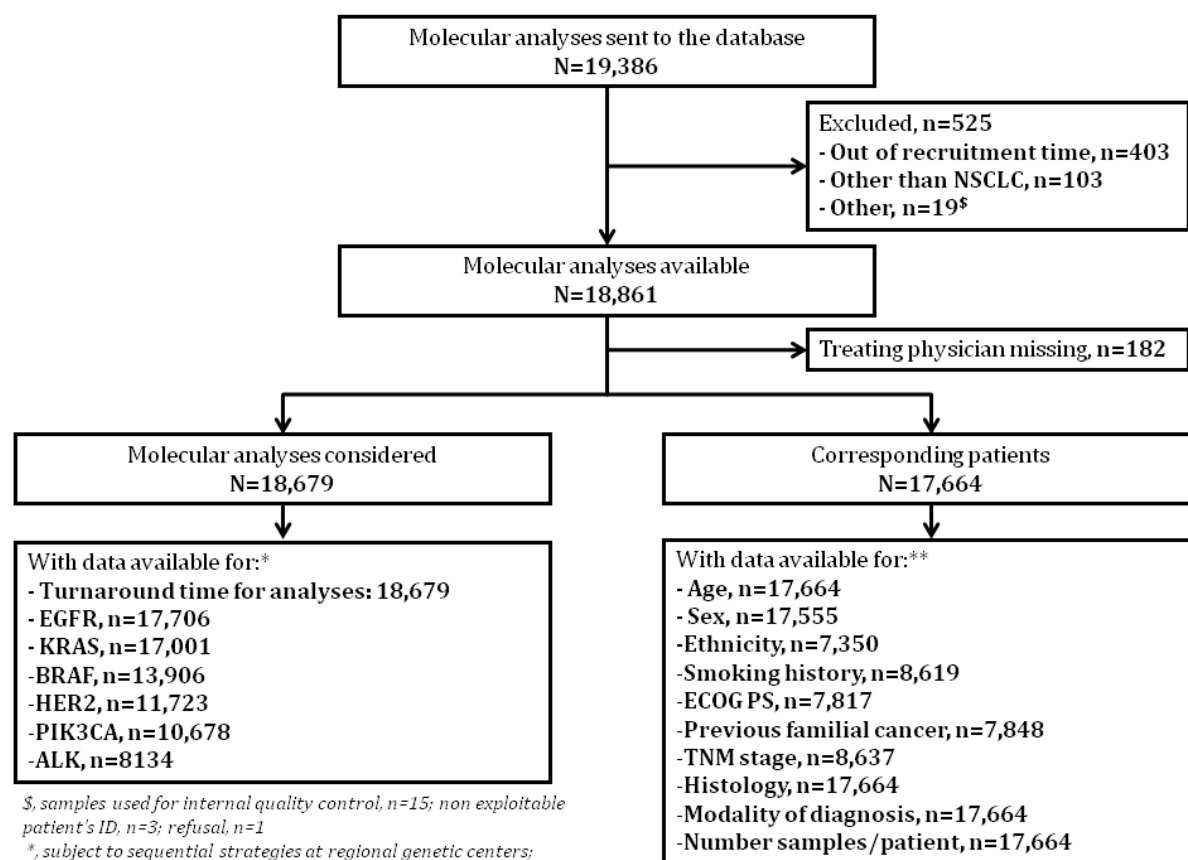 Molecular analyses sent to the database
N=19,386
Excluded, n=525
- Out of recruitment time, n=403
- Other than NSCLC, n=103
- Other, n=19$
Molecular analyses available
N=18,861
Treating physician missing, n=182
Molecular analyses considered
N=18,679
Corresponding patients
N=17,664
With data available for:*
- Turnaround time for analyses: 18,679
- EGFR, n=17,706
- KRAS, n=17,001
-BRAF, n=13,906
-HER2, n=11,723
-PIK3CA, n=10,678
-ALK, n=8134
With data available for:**
- Age, n=17,664
- Sex, n=17,555
-Ethnicity, n=7,350
-Smoking history, n=8,619
-ECOG PS, n=7,817
-Previous familial cancer, n=7,848
-TNM stage, n=8,637
-Histology, n=17,664
-Modality of diagnosis, n=17,664
-Number samples/patient, n=17,664
$, samples used for internal quality control, n=15; non exploitable
patient's ID, n=3; refusal, n=1
*, subject to sequential strategies at regional genetic centers;